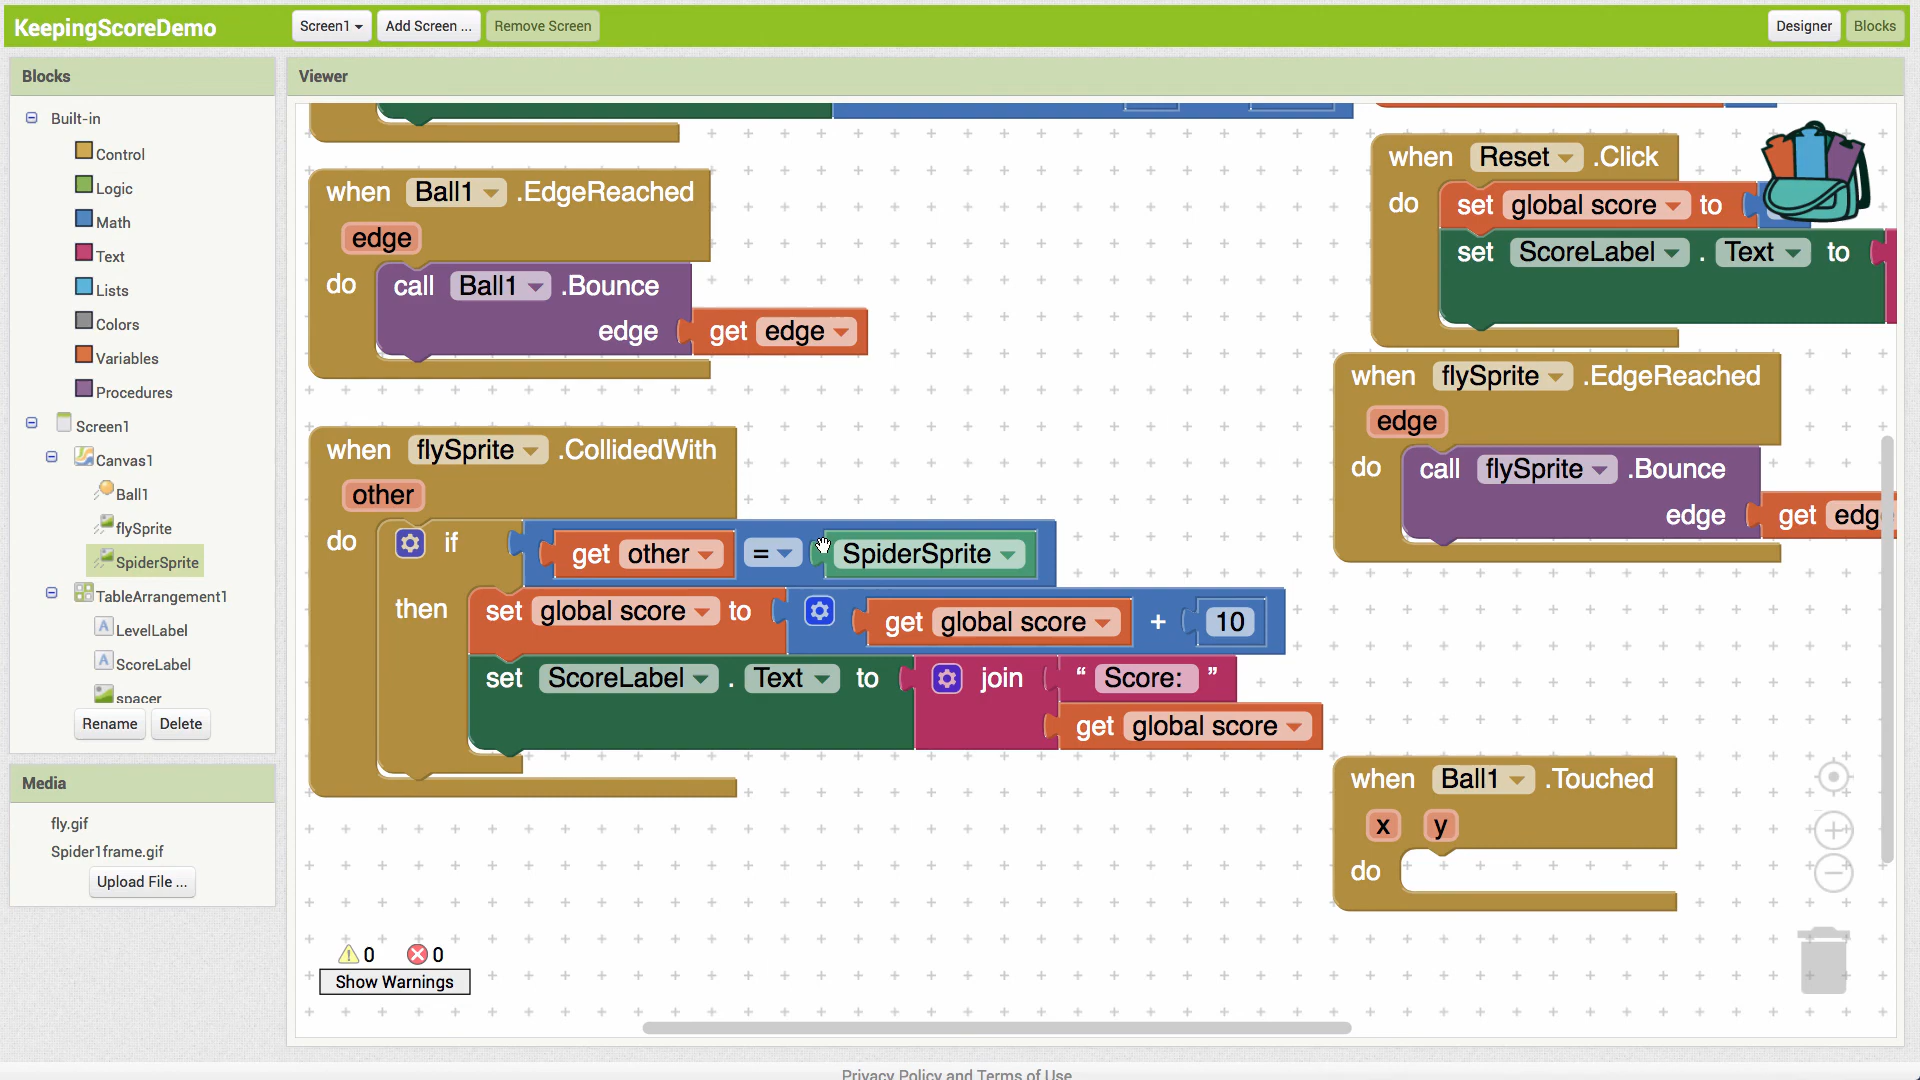 KeepingScoreDemo
Screen1
Add Screen ...
Remove Screen
Designer
Blocks
Blocks
Built-in
Control
Logic
Math
Text
Lists
Colors
Variables
Procedures
Screen1
Canvas1
Ball1
flySprite
SpiderSprite
TableArrangement1
LevelLabel
ScoreLabel
spacer
Rename
Delete
Media
fly.gif
Spider1frame.gif
Upload File ...
Viewer
when Ball1 .EdgeReached
edge
do call Ball1 .Bounce
edge get edge
when flySprite .CollidedWith
other
do if get other = SpiderSprite
then set global score to get global score + 10
set ScoreLabel . Text to join “ Score: ”
get global score
when Reset .Click
do set global score to
set ScoreLabel . Text to
when flySprite .EdgeReached
edge
do call flySprite .Bounce
edge get edg
when Ball1 .Touched
x y
do
0 0
Show Warnings
Privacy Policy and Terms of Use